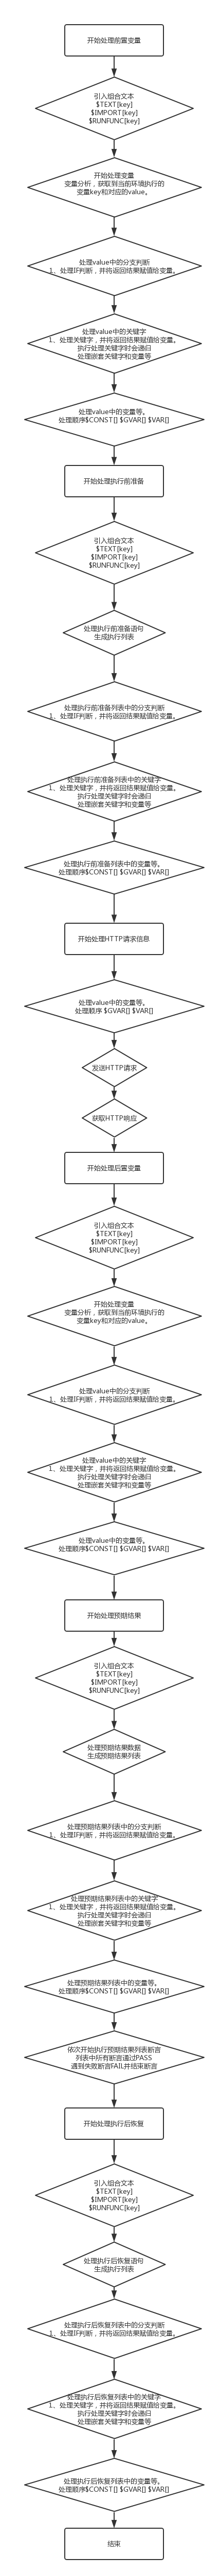 开始处理前置变量
引入组合文本
$TEXT[key]
$IMPORT[key]
$RUNFUNC[key]
开始处理变量
变量分析，获取到当前环境执行的
变量key和对应的value。
处理value中的分支判断
1、处理IF判断，并将返回结果赋值给变量。
处理value中的关键字
1、处理关键字，并将返回结果赋值给变量。
执行处理关键字时会递归
处理嵌套关键字和变量等
处理value中的变量等。
处理顺序$CONST[] $GVAR[] $VAR[]
开始处理执行前准备
引入组合文本
$TEXT[key]
$IMPORT[key]
$RUNFUNC[key]
处理执行前准备语句
生成执行列表
处理执行前准备列表中的分支判断
1、处理IF判断，并将返回结果赋值给变量。
处理执行前准备列表中的关键字
1、处理关键字，并将返回结果赋值给变量。
执行处理关键字时会递归
处理嵌套关键字和变量等
处理执行前准备列表中的变量等。
处理顺序$CONST[] $GVAR[] $VAR[]
开始处理HTTP请求信息
处理value中的变量等。
处理顺序 $GVAR[] $VAR[]
发送HTTP请求
获取HTTP响应
开始处理后置变量
引入组合文本
$TEXT[key]
$IMPORT[key]
$RUNFUNC[key]
开始处理变量
变量分析，获取到当前环境执行的
变量key和对应的value。
处理value中的分支判断
1、处理IF判断，并将返回结果赋值给变量。
处理value中的关键字
1、处理关键字，并将返回结果赋值给变量。
执行处理关键字时会递归
处理嵌套关键字和变量等
处理value中的变量等。
处理顺序$CONST[] $GVAR[] $VAR[]
开始处理预期结果
引入组合文本
$TEXT[key]
$IMPORT[key]
$RUNFUNC[key]
处理预期结果数据
生成预期结果列表
处理预期结果列表中的分支判断
1、处理IF判断，并将返回结果赋值给变量。
处理预期结果列表中的关键字
1、处理关键字，并将返回结果赋值给变量。
执行处理关键字时会递归
处理嵌套关键字和变量等
处理预期结果列表中的变量等。
处理顺序$CONST[] $GVAR[] $VAR[]
依次开始执行预期结果列表断言
列表中所有断言通过PASS
遇到失败断言FAIL并结束断言
开始处理执行后恢复
引入组合文本
$TEXT[key]
$IMPORT[key]
$RUNFUNC[key]
处理执行后恢复语句
生成执行列表
处理执行后恢复列表中的分支判断
1、处理IF判断，并将返回结果赋值给变量。
处理执行后恢复列表中的关键字
1、处理关键字，并将返回结果赋值给变量。
执行处理关键字时会递归
处理嵌套关键字和变量等
处理执行后恢复列表中的变量等。
处理顺序$CONST[] $GVAR[] $VAR[]
结束